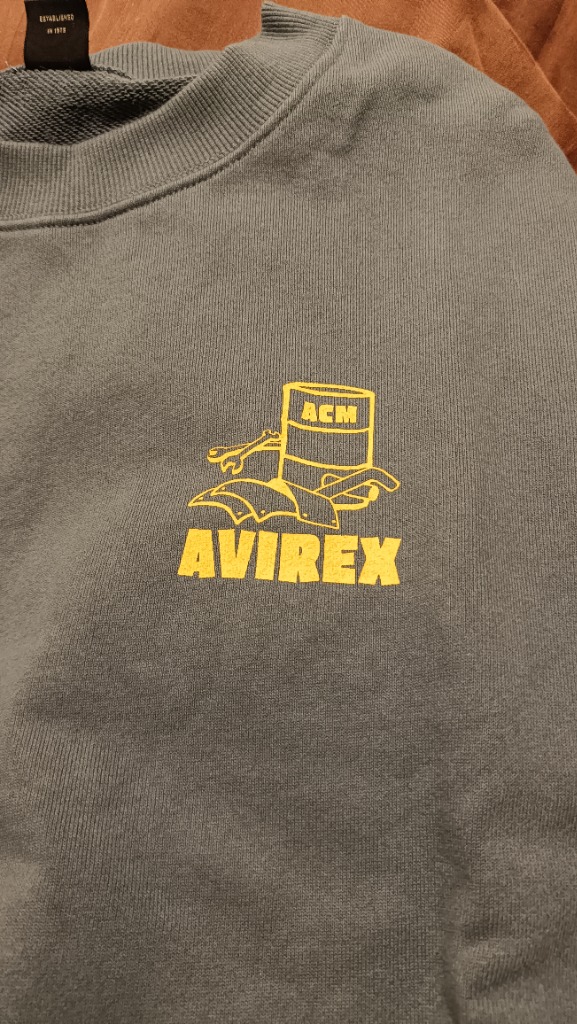 ESTABLISHED
IN 1975
ACM
AVIREX